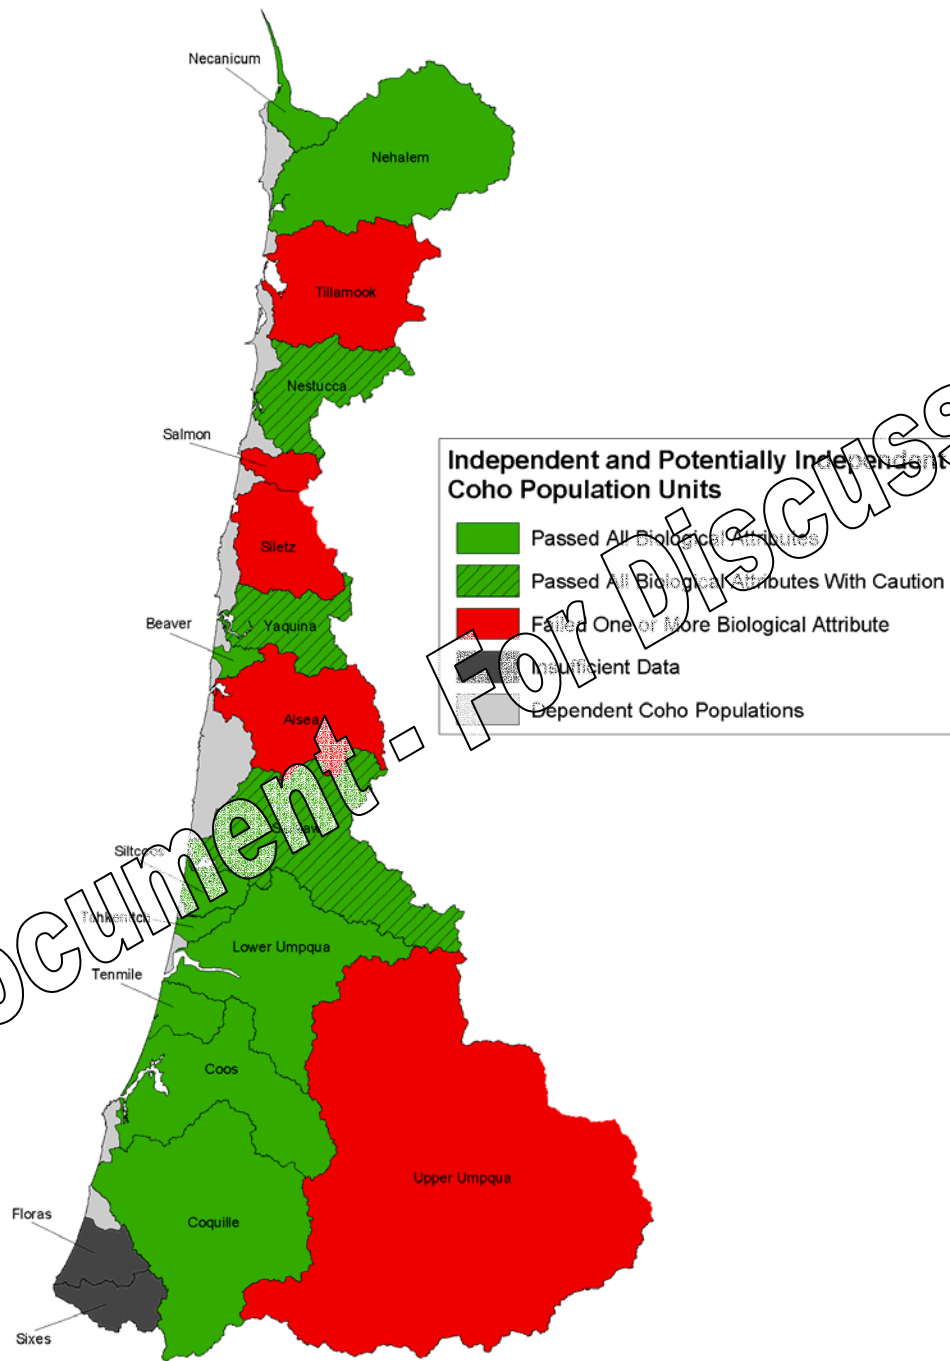 Necanicum
Nehalem
Tillamook
Nestucca
Salmon
Independent and Potentially Independent
Coho Population Units
Passed All Biological Attributes
Passed All Biological Attributes With Caution
Failed One or More Biological Attribute
Insufficient Data
Dependent Coho Populations
Siletz
Beaver
Yaquina
Alsea
Siuslaw
Siltcoos
Tahkenitch
Lower Umpqua
Tenmile
Coos
Upper Umpqua
Floras
Coquille
Sixes
ocument - For Discuss